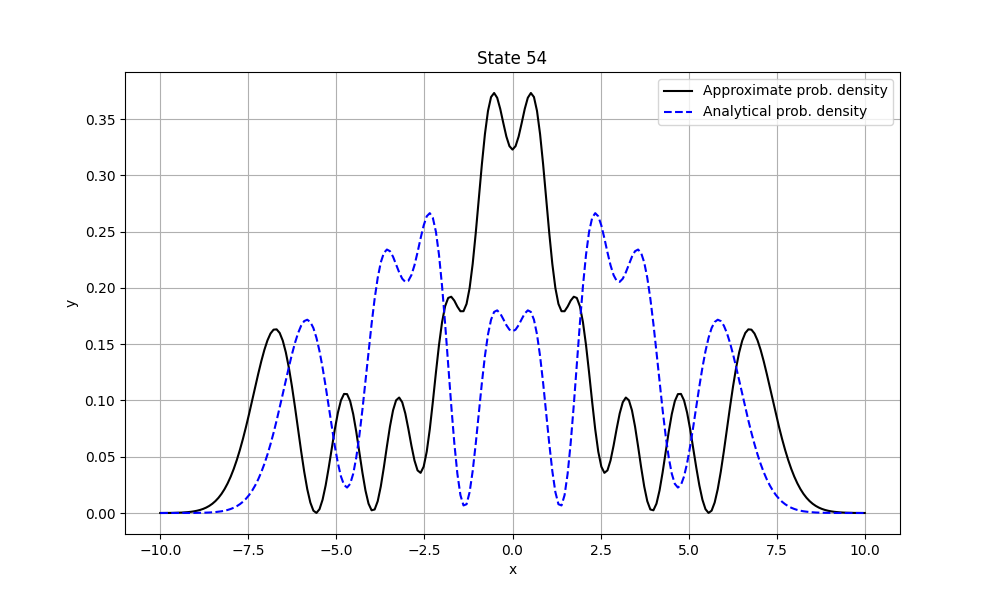 State 54
Approximate prob. density
Analytical prob. density
0.35
0.30
0.25
0.20
0.15
0.10
0.05
0.00
y
−10.0 −7.5 −5.0 −2.5 0.0 2.5 5.0 7.5 10.0
x